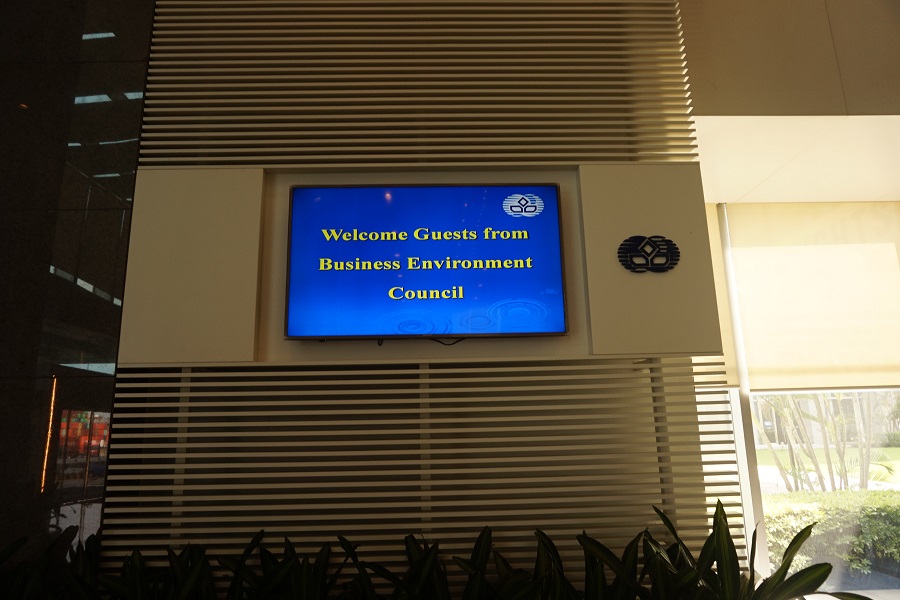 Welcome Guests from
Business Environment
Council